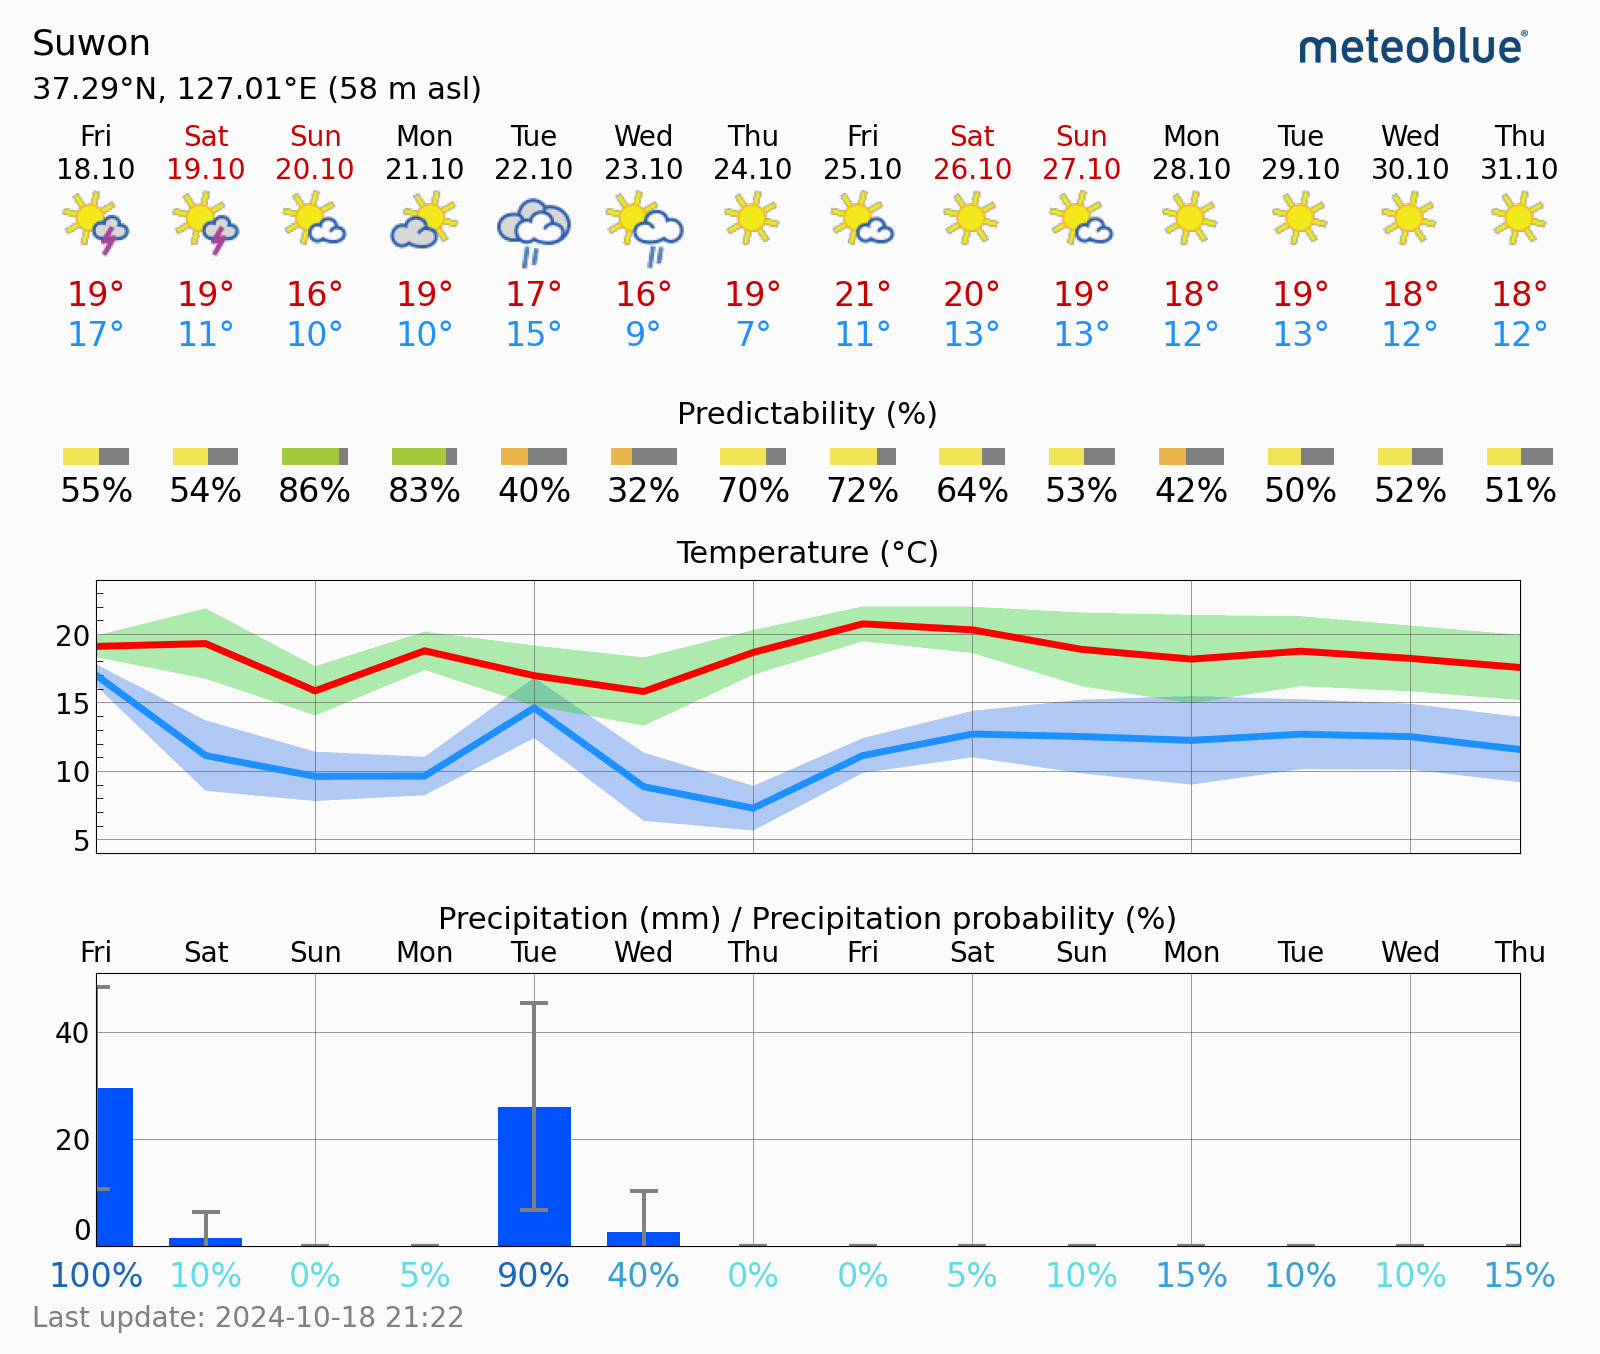 Suwon
meteoblue®
37.29°N, 127.01°E (58 m asl)
Fri Sat Sun Mon Tue Wed Thu Fri Sat Sun Mon Tue Wed Thu
18.10 19.10 20.10 21.10 22.10 23.10 24.10 25.10 26.10 27.10 28.10 29.10 30.10 31.10
19° 19° 16° 19° 17° 16° 19° 21° 20° 19° 18° 19° 18° 18°
17° 11° 10° 10° 15° 9° 7° 11° 13° 13° 12° 13° 12° 12°
Predictability (%)
55% 54% 86% 83% 40% 32% 70% 72% 64% 53% 42% 50% 52% 51%
Temperature (°C)
20
15
10
5
Precipitation (mm) / Precipitation probability (%)
Fri Sat Sun Mon Tue Wed Thu Fri Sat Sun Mon Tue Wed Thu
40
20
0
100% 10% 0% 5% 90% 40% 0% 0% 5% 10% 15% 10% 10% 15%
Last update: 2024-10-18 21:22